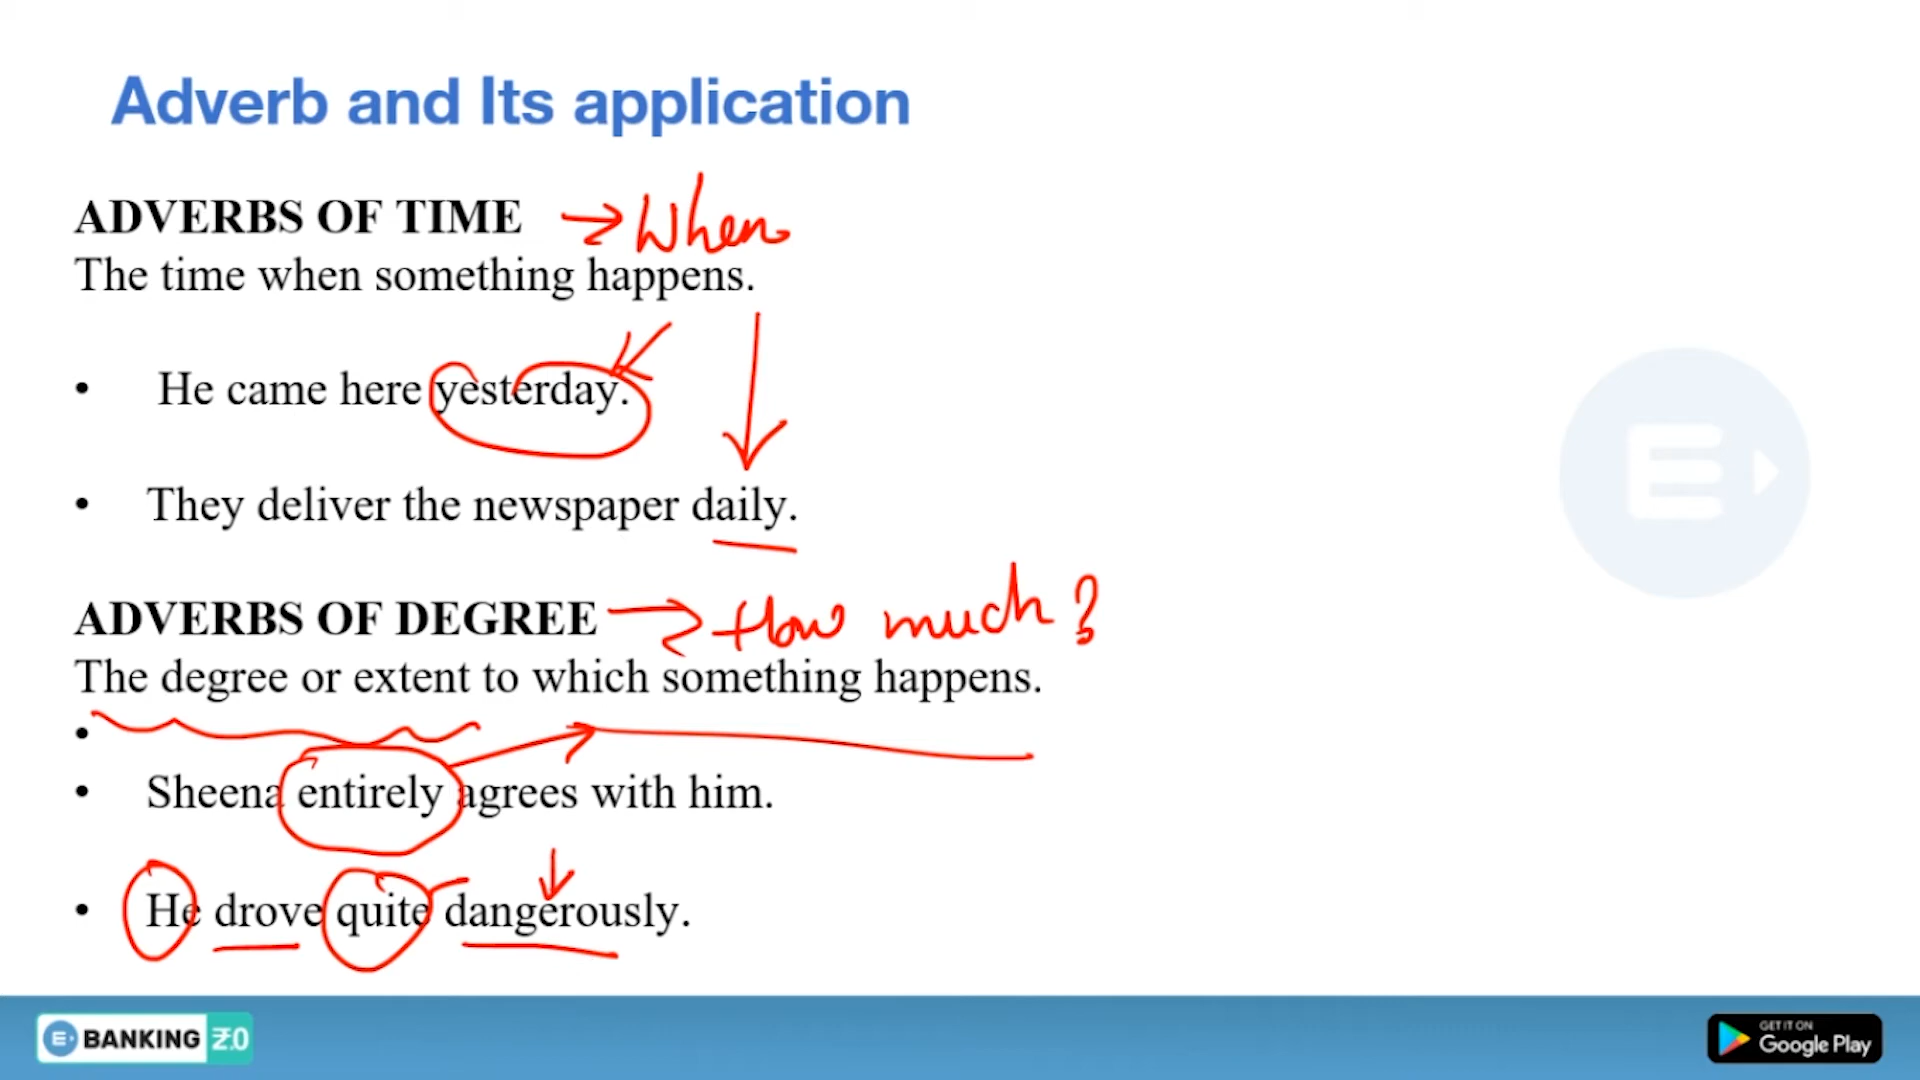 Adverb and Its application
ADVERBS OF TIME → When
The time when something happens.
• He came here yesterday.
• They deliver the newspaper daily.
ADVERBS OF DEGREE → How much?
The degree or extent to which something happens.
•
• Sheena entirely agrees with him.
• He drove quite dangerously.
E BANKING 2.0
GET IT ON
Google Play